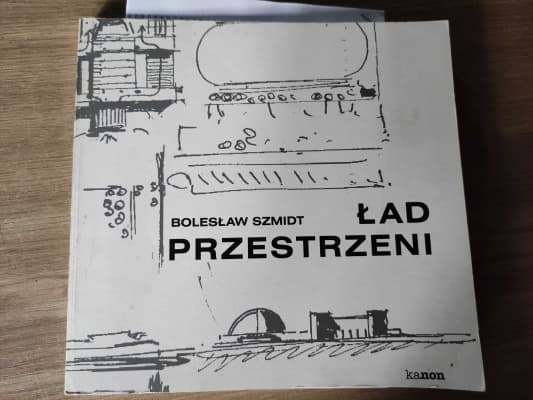 BOLESŁAW SZMIDT
ŁAD
PRZESTRZENI
kanon